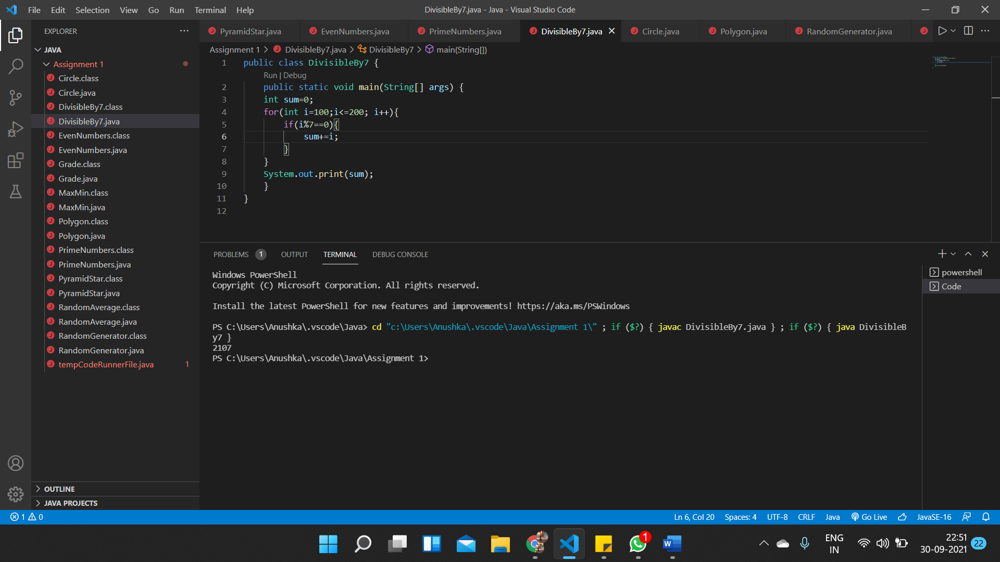 File Edit Selection View Go Run Terminal Help
DivisibleBy7.java - Java - Visual Studio Code
EXPLORER
JAVA
Assignment 1
Circle.class
Circle.java
DivisibleBy7.class
DivisibleBy7.java
EvenNumbers.class
EvenNumbers.java
Grade.class
Grade.java
MaxMin.class
MaxMin.java
Polygon.class
Polygon.java
PrimeNumbers.class
PrimeNumbers.java
PyramidStar.class
PyramidStar.java
RandomAverage.class
RandomAverage.java
RandomGenerator.class
RandomGenerator.java
tempCodeRunnerFile.java 1
OUTLINE
JAVA PROJECTS
PyramidStar.java EvenNumbers.java PrimeNumbers.java DivisibleBy7.java Circle.java Polygon.java RandomGenerator.java
Assignment 1 > DivisibleBy7.java > DivisibleBy7 > main(String[])
1 public class DivisibleBy7 {
Run | Debug
2 public static void main(String[] args) {
3 int sum=0;
4 for(int i=100;i<=200; i++){
5 if(i%7==0){
6 sum+=i;
7 }
8 }
9 System.out.print(sum);
10 }
11 }
12
PROBLEMS 1 OUTPUT TERMINAL DEBUG CONSOLE
Windows PowerShell
Copyright (C) Microsoft Corporation. All rights reserved.
Install the latest PowerShell for new features and improvements! https://aka.ms/PSWindows
PS C:\Users\Anushka\.vscode\Java> cd "c:\Users\Anushka\.vscode\Java\Assignment 1\" ; if ($?) { javac DivisibleBy7.java } ; if ($?) { java DivisibleB
y7 }
2107
PS C:\Users\Anushka\.vscode\Java\Assignment 1>
powershell
Code
1 0
Ln 6, Col 20 Spaces: 4 UTF-8 CRLF Java Go Live JavaSE-16
1
W
ENG
IN
22:51
30-09-2021
22